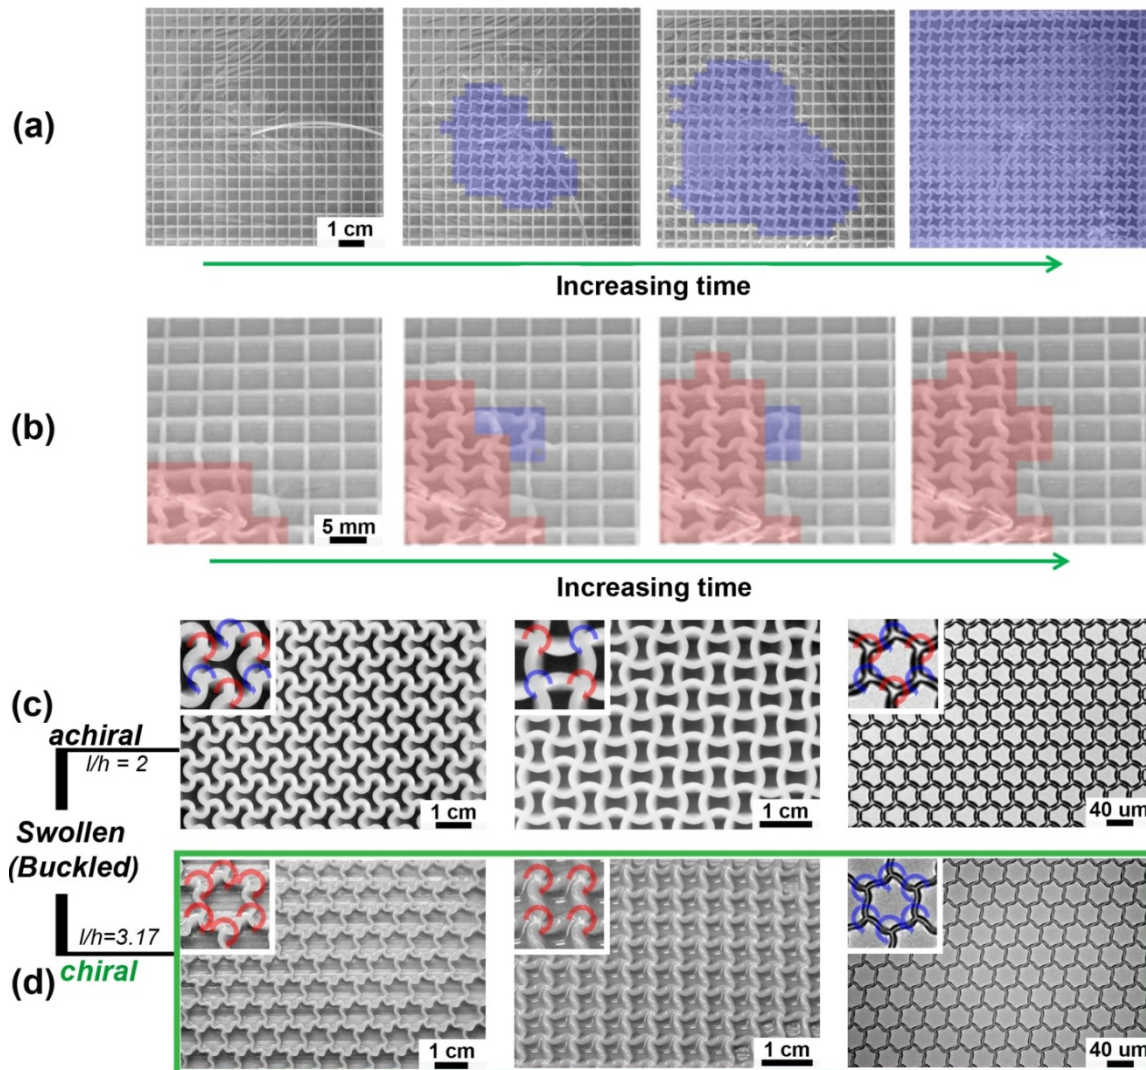 (a)
1 cm
Increasing time
(b)
5 mm
Increasing time
(c)
achiral
l/h = 2
1 cm
1 cm
40 um
Swollen
(Buckled)
l/h=3.17
chiral
(d)
1 cm
1 cm
40 um